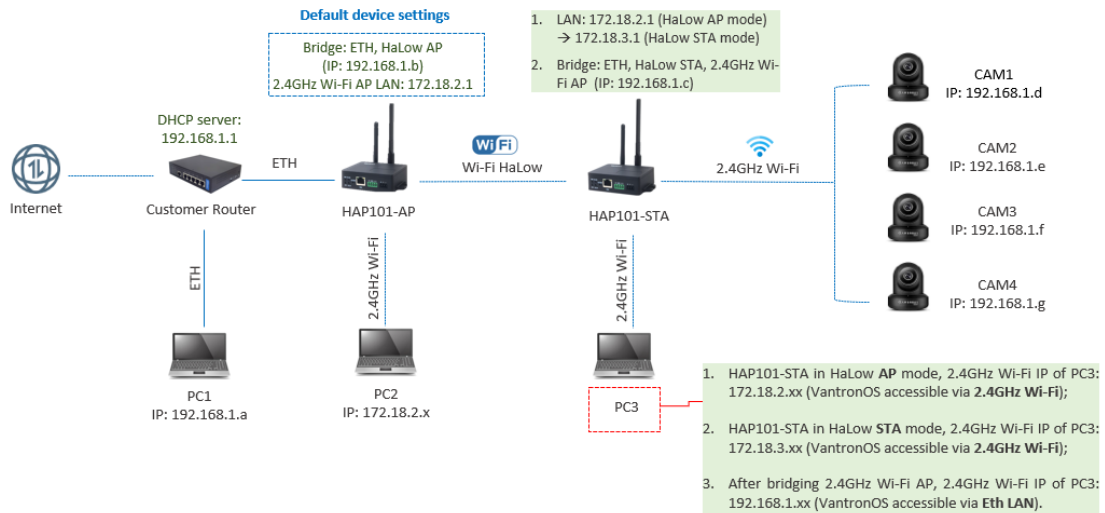 Default device settings
Bridge: ETH, HaLow AP
(IP: 192.168.1.b)
2.4GHz Wi-Fi AP LAN: 172.18.2.1
1. LAN: 172.18.2.1 (HaLow AP mode)
→ 172.18.3.1 (HaLow STA mode)
2. Bridge: ETH, HaLow STA, 2.4GHz Wi-
Fi AP (IP: 192.168.1.c)
DHCP server:
192.168.1.1
ETH
Wi Fi
Wi-Fi HaLow
2.4GHz Wi-Fi
Internet
Customer Router
HAP101-AP
HAP101-STA
CAM1
IP: 192.168.1.d
CAM2
IP: 192.168.1.e
CAM3
IP: 192.168.1.f
CAM4
IP: 192.168.1.g
ETH
2.4GHz Wi-Fi
2.4GHz Wi-Fi
PC1
IP: 192.168.1.a
PC2
IP: 172.18.2.x
PC3
1. HAP101-STA in HaLow AP mode, 2.4GHz Wi-Fi IP of PC3:
172.18.2.xx (VantronOS accessible via 2.4GHz Wi-Fi);
2. HAP101-STA in HaLow STA mode, 2.4GHz Wi-Fi IP of PC3:
172.18.3.xx (VantronOS accessible via 2.4GHz Wi-Fi);
3. After bridging 2.4GHz Wi-Fi AP, 2.4GHz Wi-Fi IP of PC3:
192.168.1.xx (VantronOS accessible via Eth LAN).